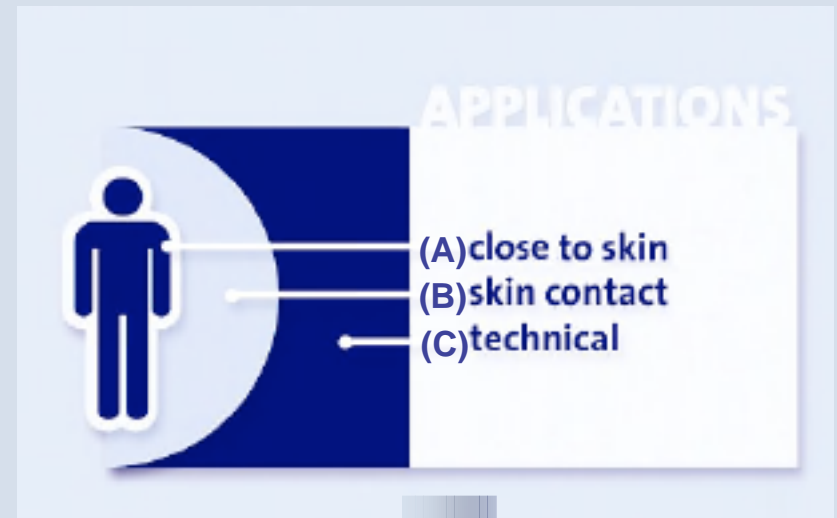 APPLICATIONS
(A)close to skin
(B)skin contact
(C)technical